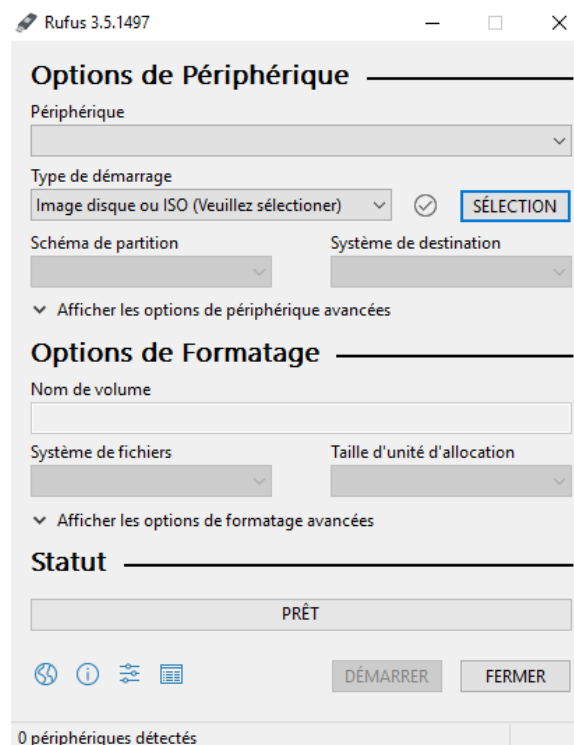 Rufus 3.5.1497
Options de Périphérique
Périphérique
Type de démarrage
Image disque ou ISO (Veuillez sélectioner)
SÉLECTION
Schéma de partition
Système de destination
Afficher les options de périphérique avancées
Options de Formatage
Nom de volume
Système de fichiers
Taille d'unité d'allocation
Afficher les options de formatage avancées
Statut
PRÊT
DÉMARRER
FERMER
0 périphériques détectés